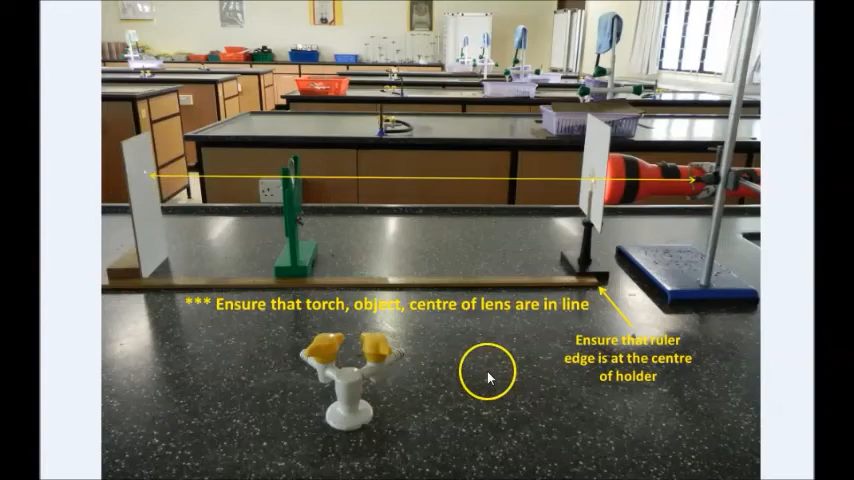 *** Ensure that torch, object, centre of lens are in line
Ensure that ruler
edge is at the centre
of holder